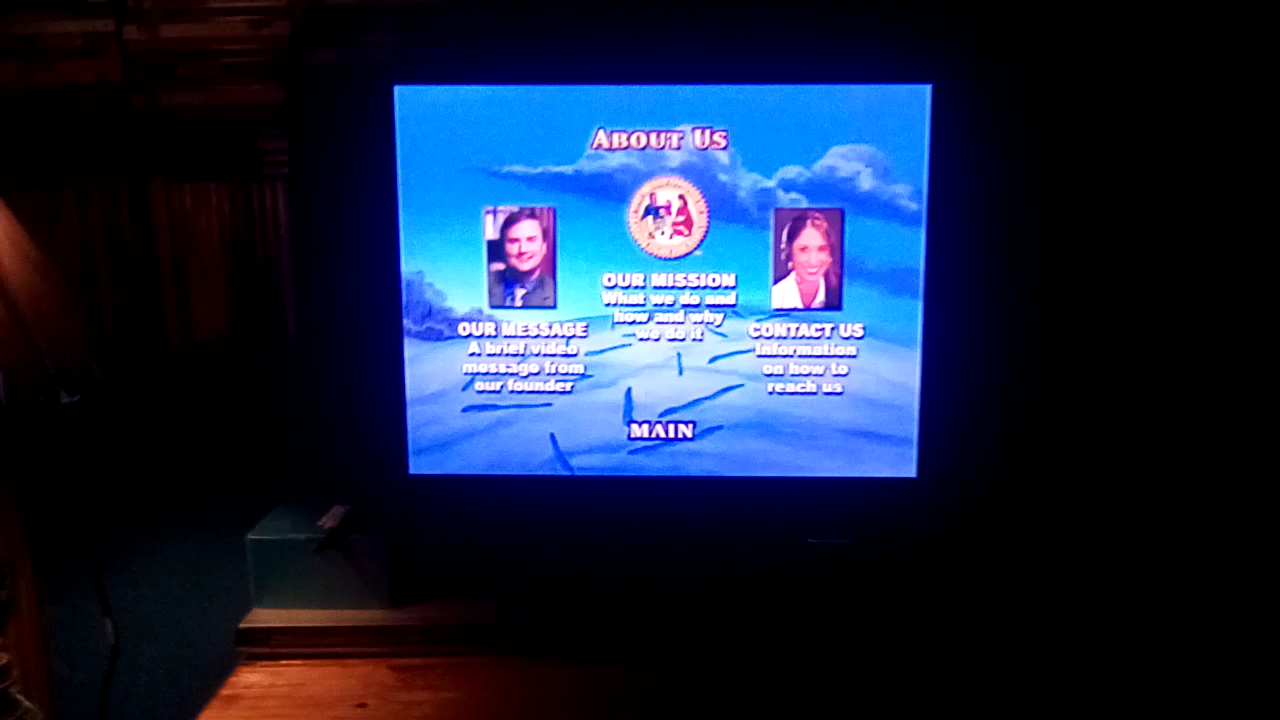 ABOUT US
OUR MISSION
What we do and
how and why
we do it
OUR MESSAGE
A brief video
message from
our founder
CONTACT US
Information
on how to
reach us
MAIN